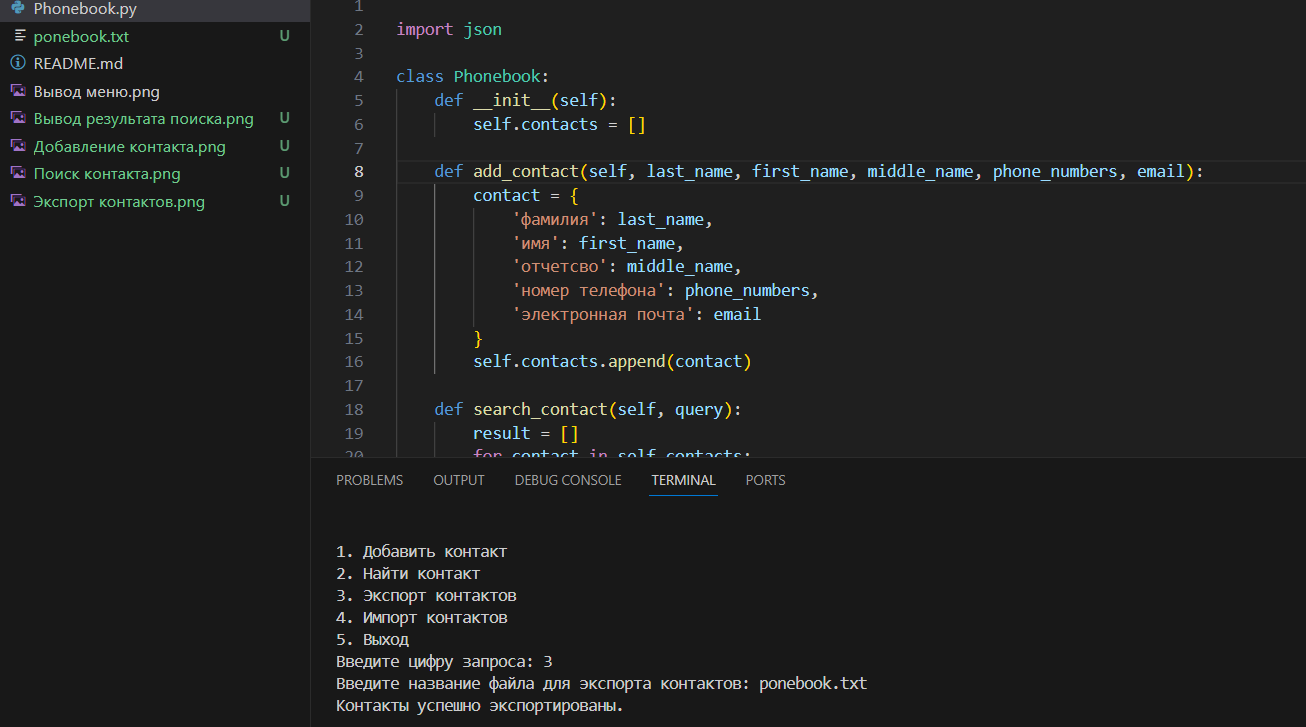 Phonebook.py
ponebook.txt U
README.md
Вывод меню.png
Вывод результата поиска.png U
Добавление контакта.png U
Поиск контакта.png U
Экспорт контактов.png U
1
2 import json
3
4 class Phonebook:
5 def __init__(self):
6 self.contacts = []
7
8 def add_contact(self, last_name, first_name, middle_name, phone_numbers, email):
9 contact = {
10 'фамилия': last_name,
11 'имя': first_name,
12 'отчетсво': middle_name,
13 'номер телефона': phone_numbers,
14 'электронная почта': email
15 }
16 self.contacts.append(contact)
17
18 def search_contact(self, query):
19 result = []
20 for contact in self.contacts:
PROBLEMS OUTPUT DEBUG CONSOLE TERMINAL PORTS
1. Добавить контакт
2. Найти контакт
3. Экспорт контактов
4. Импорт контактов
5. Выход
Введите цифру запроса: 3
Введите название файла для экспорта контактов: ponebook.txt
Контакты успешно экспортированы.